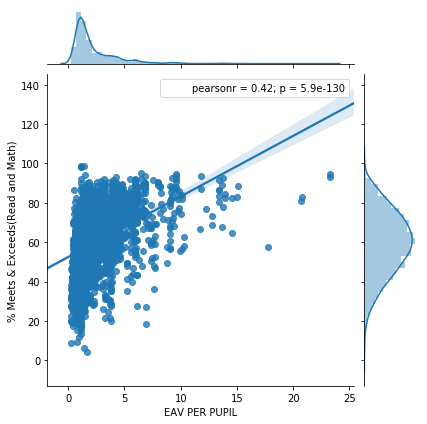 pearsonr = 0.42; p = 5.9e-130
% Meets & Exceeds(Read and Math)
140
120
100
80
60
40
20
0
0 5 10 15 20 25
EAV PER PUPIL